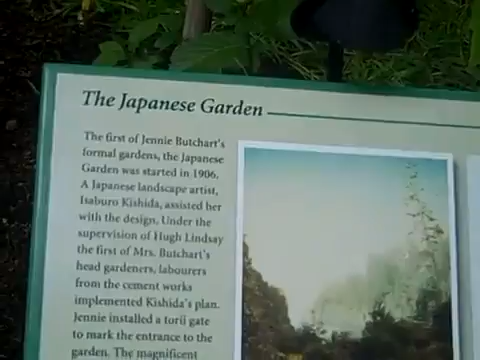 The Japanese Garden
The first of Jennie Butchart's
formal gardens, the Japanese
Garden was started in 1906.
A Japanese landscape artist,
Isaburo Kishida, assisted her
with the design. Under the
supervision of Hugh Lindsay
the first of Mrs. Butchart's
head gardeners, labourers
from the cement works
implemented Kishida's plan.
Jennie installed a torii gate
to mark the entrance to the
garden. The magnificent